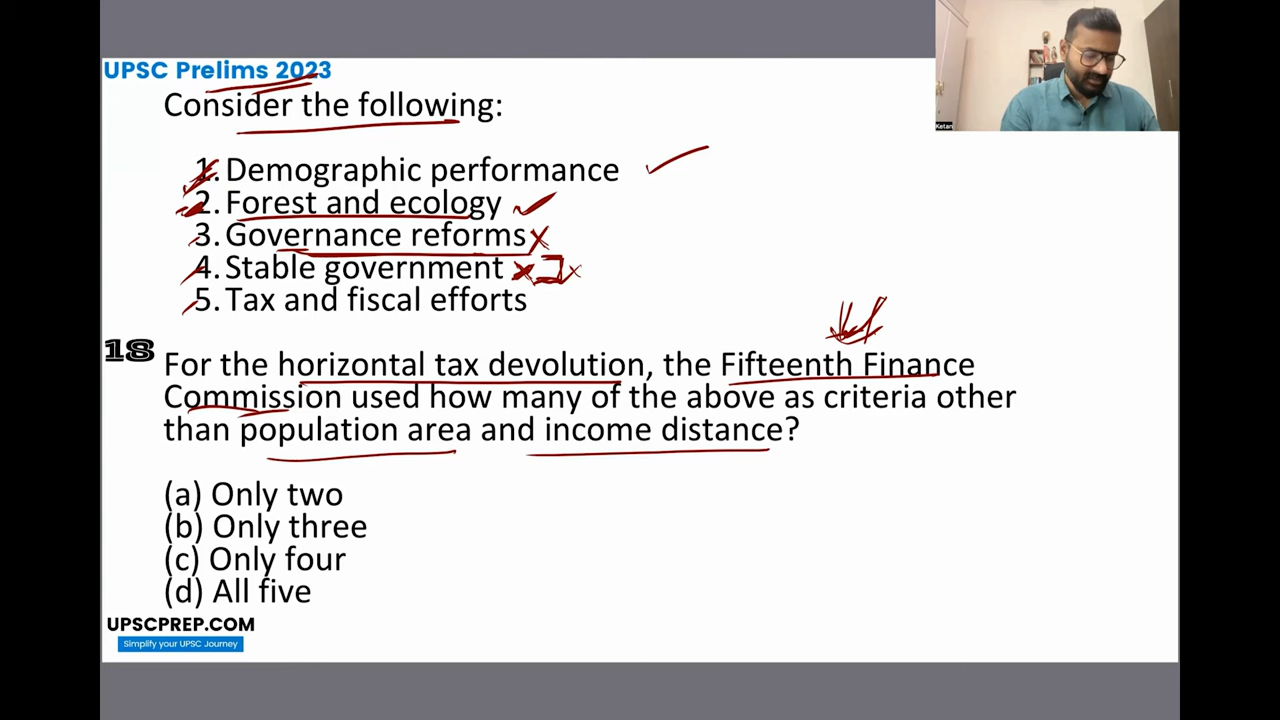 UPSC Prelims 2023
Consider the following:
1. Demographic performance
2. Forest and ecology
3. Governance reforms
4. Stable government
5. Tax and fiscal efforts
18
For the horizontal tax devolution, the Fifteenth Finance
Commission used how many of the above as criteria other
than population area and income distance?
(a) Only two
(b) Only three
(c) Only four
(d) All five
UPSCPREP.COM
Simplify your UPSC Journey
Ketan